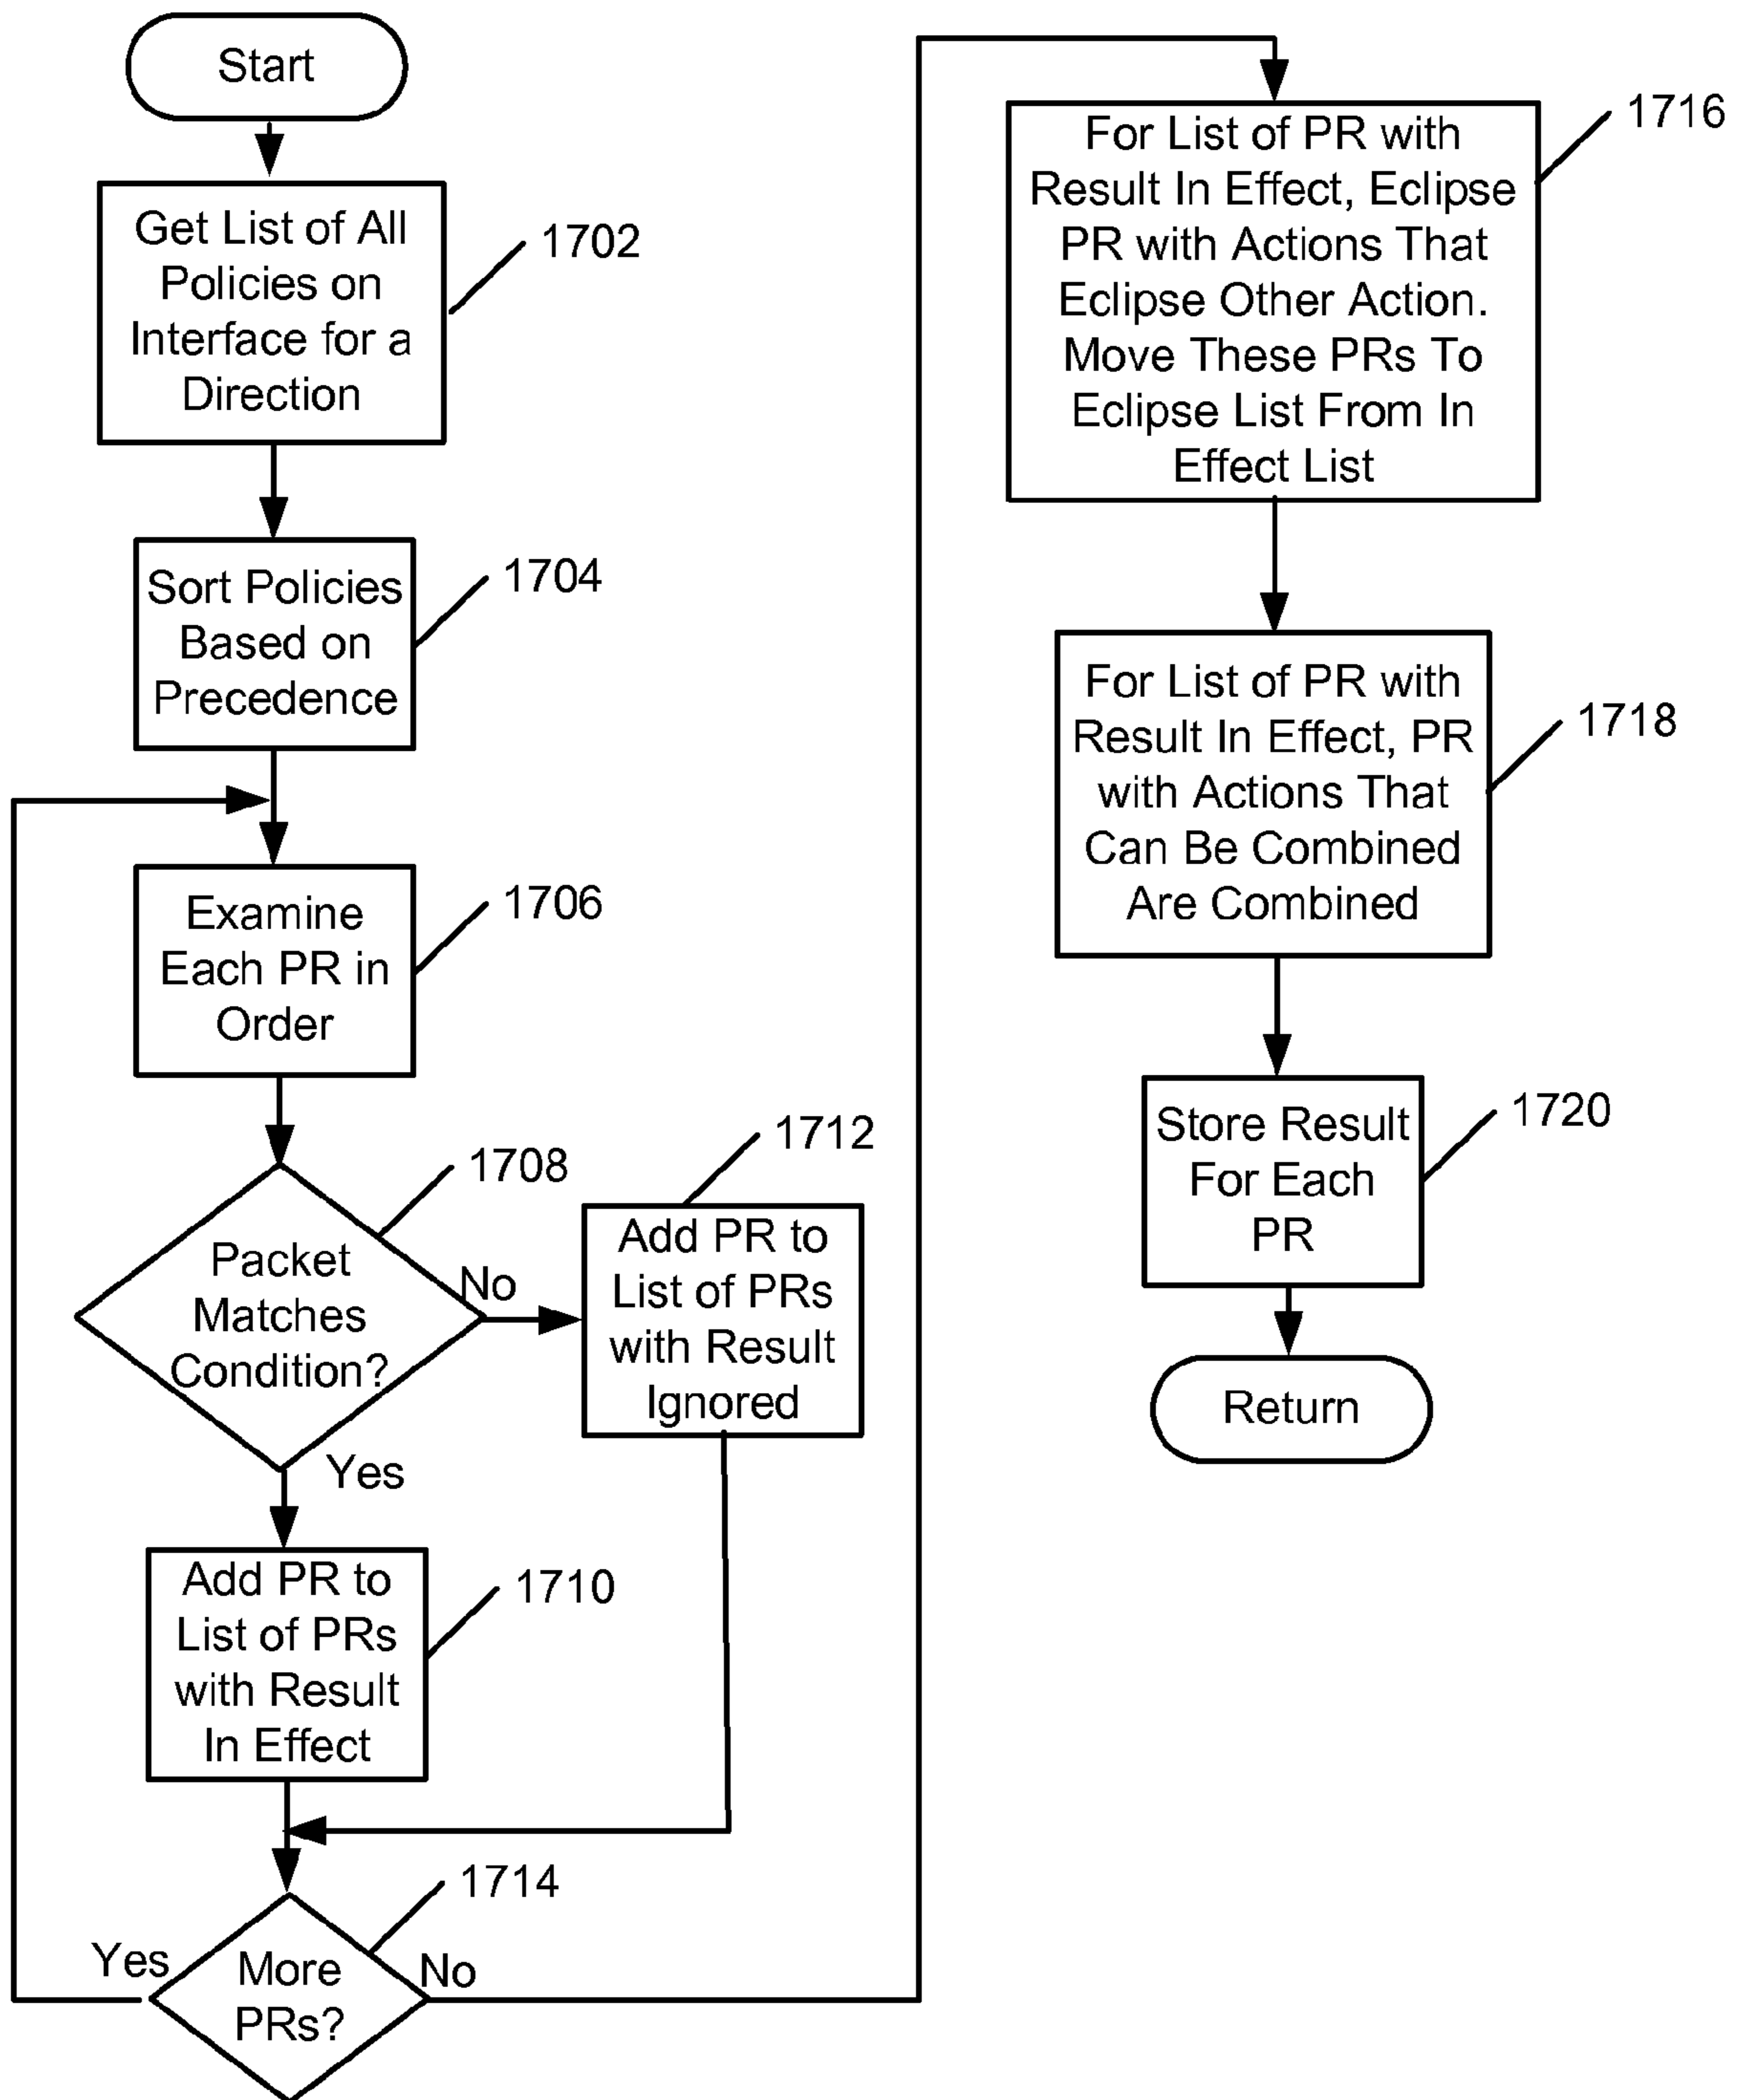 Start
Get List of All
Policies on
Interface for a
Direction
1702
Sort Policies
Based on
Precedence
1704
Examine
Each PR in
Order
1706
Packet
Matches
Condition?
1708
No
Yes
Add PR to
List of PRs
with Result
Ignored
1712
Add PR to
List of PRs
with Result
In Effect
1710
More
PRs?
1714
Yes
No
For List of PR with
Result In Effect, Eclipse
PR with Actions That
Eclipse Other Action.
Move These PRs To
Eclipse List From In
Effect List
1716
For List of PR with
Result In Effect, PR
with Actions That
Can Be Combined
Are Combined
1718
Store Result
For Each
PR
1720
Return